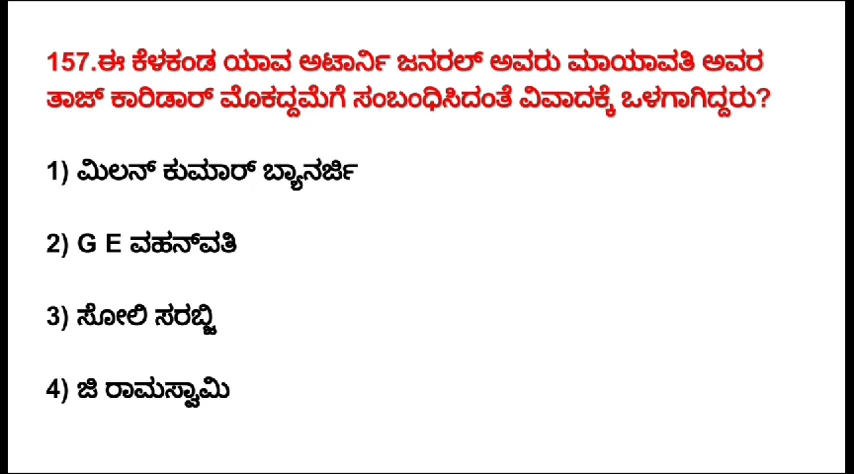 157.ಈ ಕೆಳಕಂಡ ಯಾವ ಅಟಾರ್ನಿ ಜನರಲ್ ಅವರು ಮಾಯಾವತಿ ಅವರ
ತಾಜ್ ಕಾರಿಡಾರ್ ಮೊಕದ್ದಮೆಗೆ ಸಂಬಂಧಿಸಿದಂತೆ ವಿವಾದಕ್ಕೆ ಒಳಗಾಗಿದ್ದರು?
1) ಮಿಲನ್ ಕುಮಾರ್ ಬ್ಯಾನರ್ಜಿ
2) G E ವಹನ್‌ವತಿ
3) ಸೋಲಿ ಸರಬ್ಜಿ
4) ಜಿ ರಾಮಸ್ವಾಮಿ